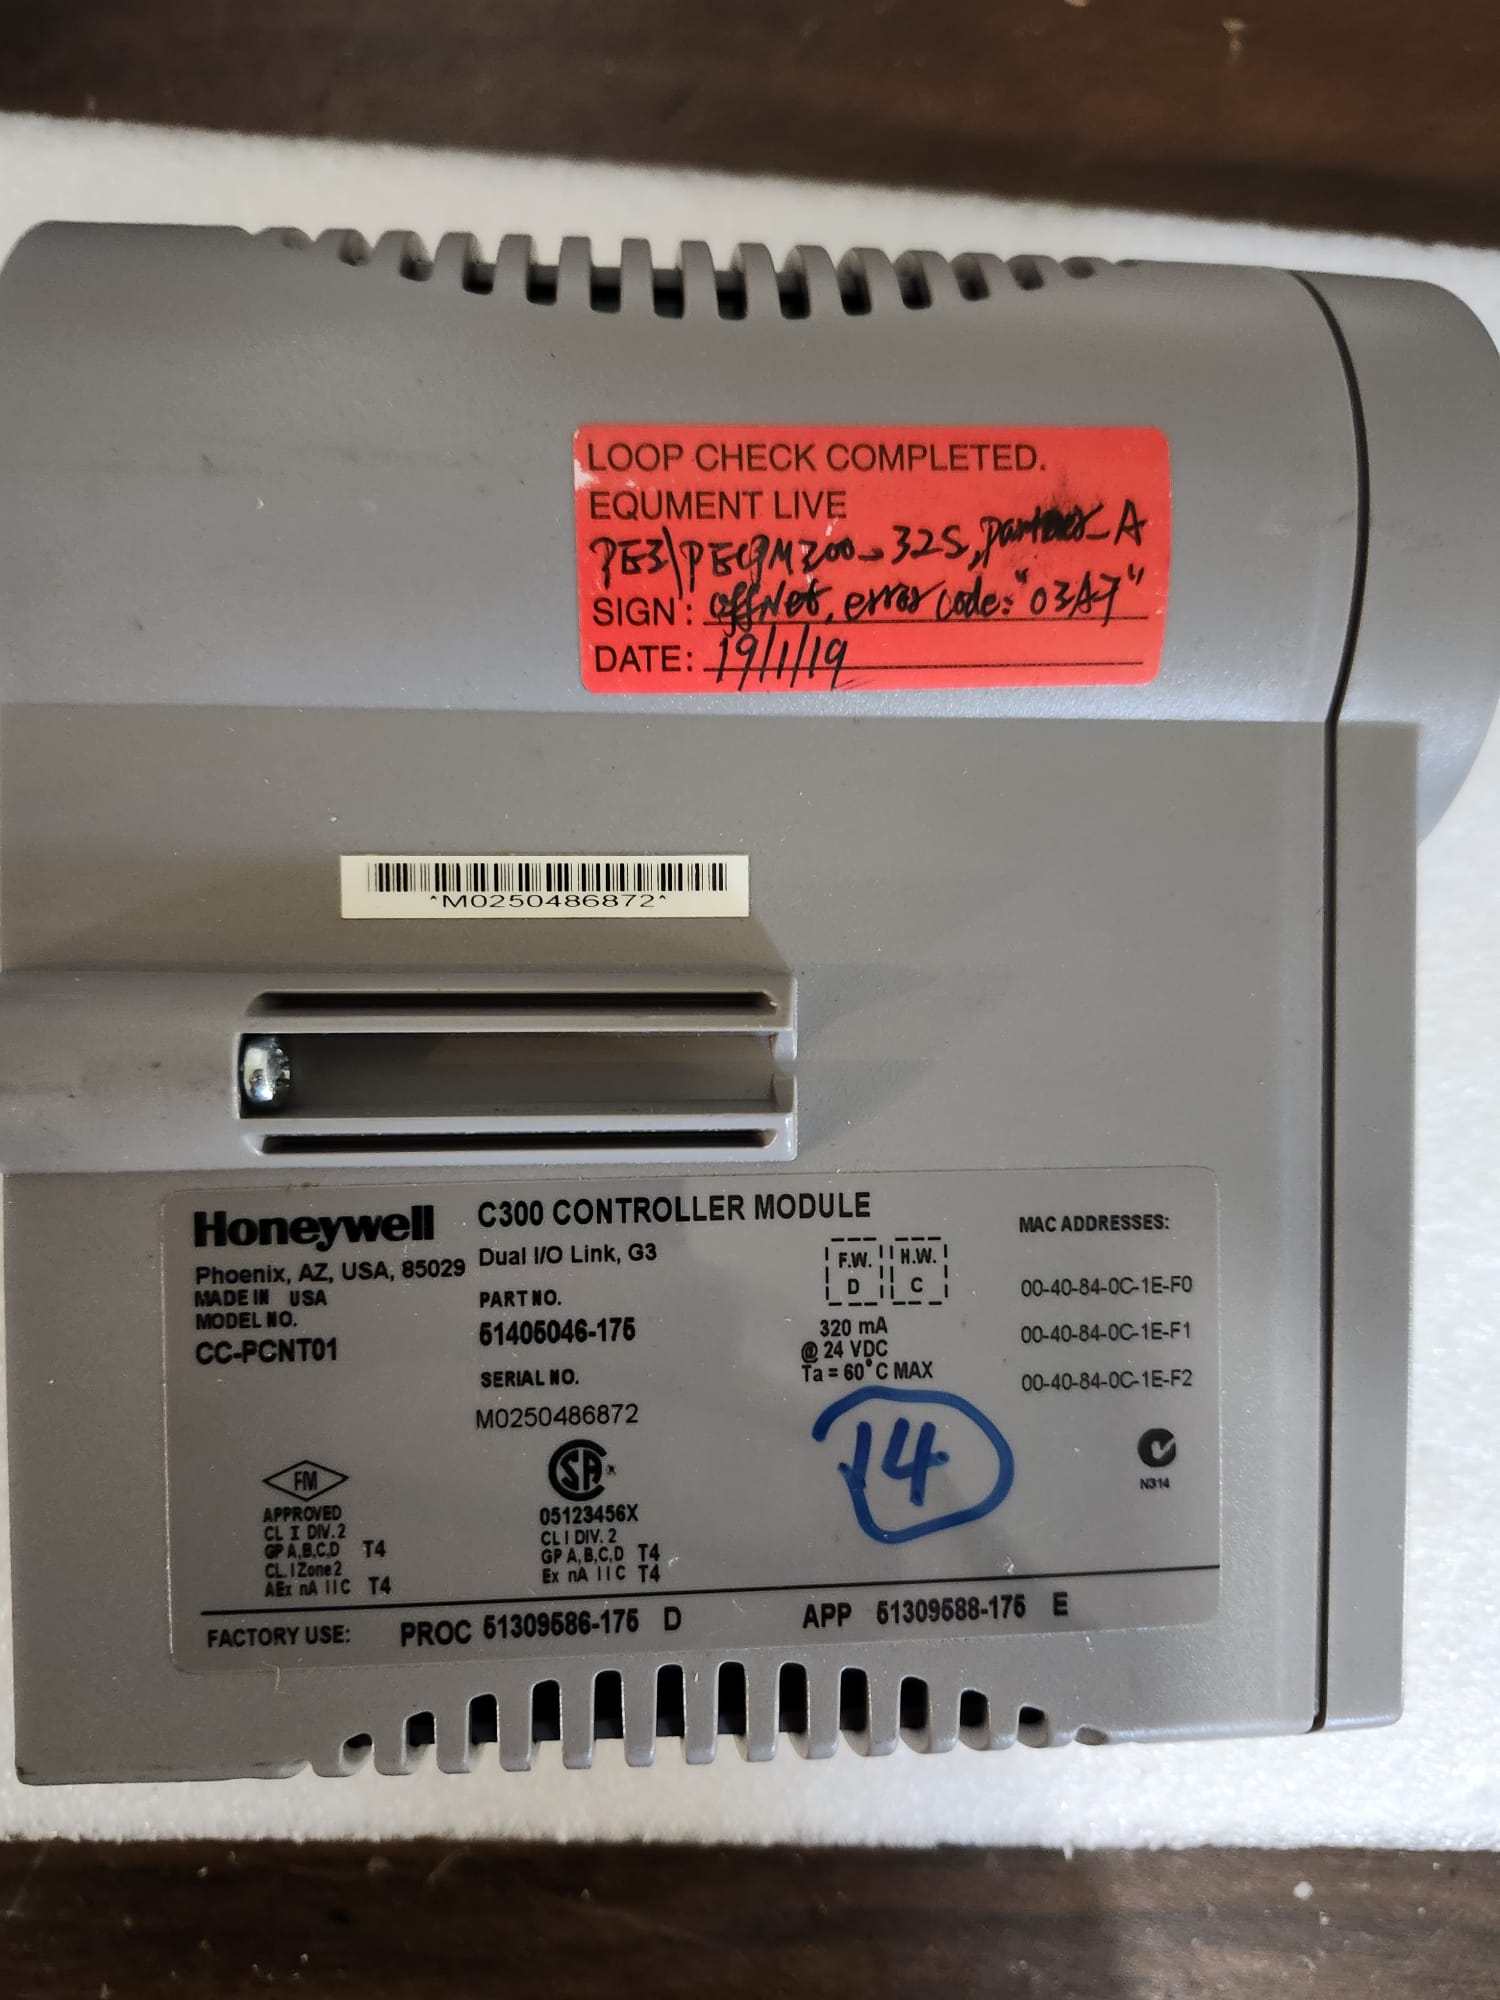 LOOP CHECK COMPLETED.
EQUMENT LIVE
32S, A
SIGN: offNet, error code: "03A7"
DATE: 19/1/19
*M0250486872*
Honeywell
Phoenix, AZ, USA, 85029
MADE IN USA
MODEL NO.
CC-PCNT01
C300 CONTROLLER MODULE
Dual I/O Link, G3
PART NO.
51405046-175
SERIAL NO.
M0250486872
F.W. H.W.
D C
320 mA
@ 24 VDC
Ta = 60°C MAX
MAC ADDRESSES:
00-40-84-0C-1E-F0
00-40-84-0C-1E-F1
00-40-84-0C-1E-F2
14
N314
FM
APPROVED
CL I DIV.2
GP A,B,C,D T4
CL.I Zone 2
AEx nA IIC T4
SA
05123456X
CL I DIV. 2
GP A,B,C,D T4
Ex nA IIC T4
FACTORY USE: PROC 51309586-175 D APP 51309588-175 E